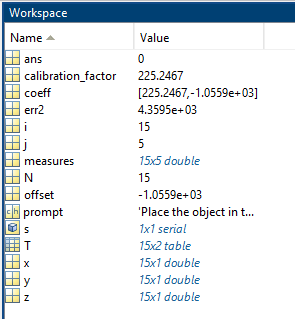 Workspace
Name Value
ans 0
calibration_factor 225.2467
coeff [225.2467,-1.0559e+03]
err2 4.3595e+03
i 15
j 5
measures 15x5 double
N 15
offset -1.0559e+03
prompt 'Place the object in t...
s 1x1 serial
T 15x2 table
x 15x1 double
y 15x1 double
z 15x1 double